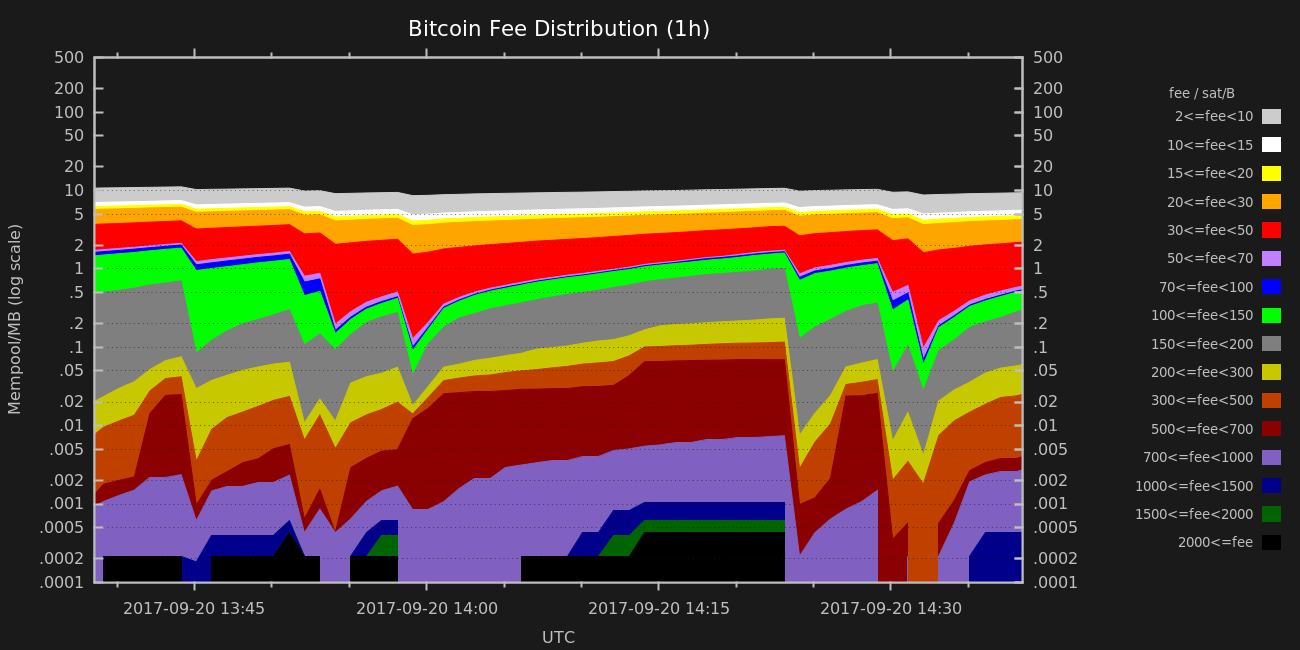 Bitcoin Fee Distribution (1h)
500 500
200 200
100 100
50 50
20 20
10 10
5 5
2 2
1 1
.5 .5
.2 .2
.1 .1
.05 .05
.02 .02
.01 .01
.005 .005
.002 .002
.001 .001
.0005 .0005
.0002 .0002
.0001 .0001
Mempool/MB (log scale)
2017-09-20 13:45 2017-09-20 14:00 2017-09-20 14:15 2017-09-20 14:30
UTC
fee / sat/B
2<=fee<10
10<=fee<15
15<=fee<20
20<=fee<30
30<=fee<50
50<=fee<70
70<=fee<100
100<=fee<150
150<=fee<200
200<=fee<300
300<=fee<500
500<=fee<700
700<=fee<1000
1000<=fee<1500
1500<=fee<2000
2000<=fee